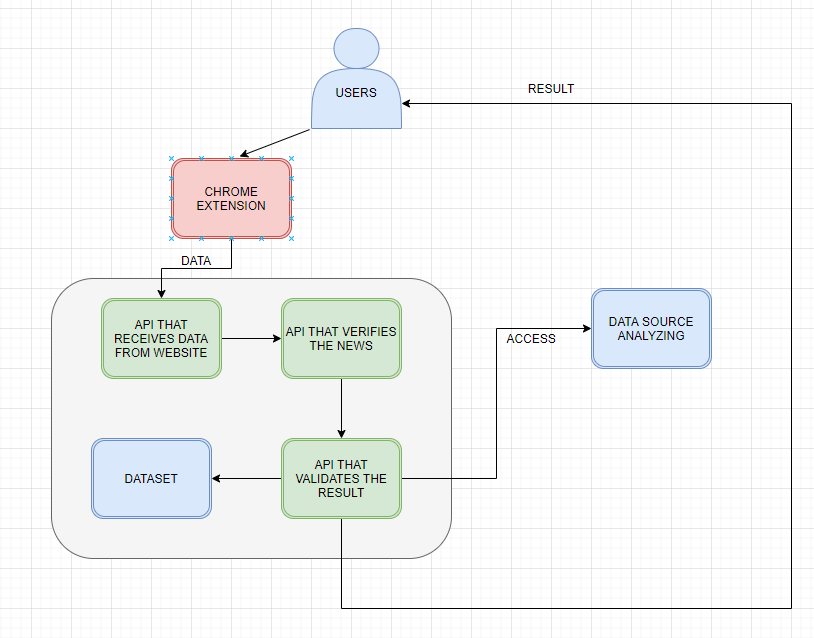 USERS
RESULT
CHROME
EXTENSION
DATA
API THAT
RECEIVES DATA
FROM WEBSITE
API THAT VERIFIES
THE NEWS
ACCESS
DATA SOURCE
ANALYZING
DATASET
API THAT
VALIDATES THE
RESULT